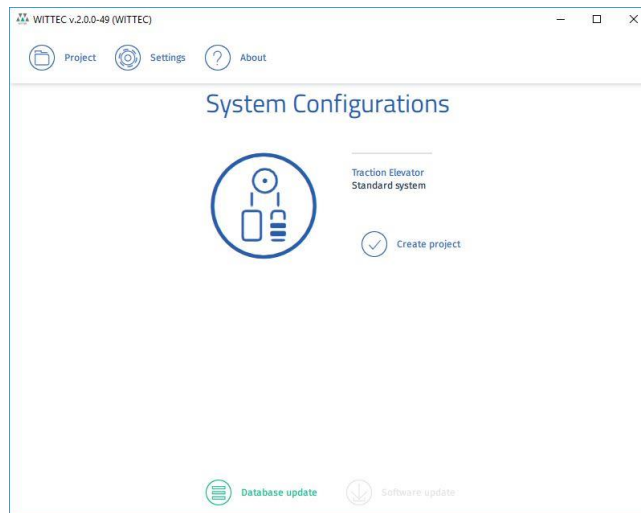 WITTEC v.2.0.0-49 (WITTEC)
Project Settings About
System Configurations
Traction Elevator
Standard system
Create project
Database update Software update